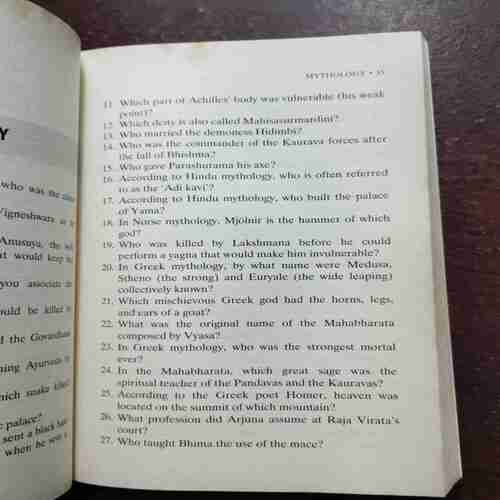 Y
who was the
Vigneshwara
Anusuya, the
would keep
you associate
ould be killed
d the Govardhana
ning Ayurveda
hich snake killed
palace?
sent a black
when he sent a
MYTHOLOGY • 35
11. Which part of Achilles' body was vulnerable (his weak
point)?
12. Which deity is also called Mahisasurmardini?
13. Who married the demoness Hidimbi?
14. Who was the commander of the Kaurava forces after
the fall of Bhishma?
15. Who gave Parashurama his axe?
16. According to Hindu mythology, who is often referred
to as the 'Adi kavi'?
17. According to Hindu mythology, who built the palace
of Yama?
18. In Norse mythology, Mjolnir is the hammer of which
god?
19. Who was killed by Lakshmana before he could
perform a yagna that would make him invulnerable?
20. In Greek mythology, by what name were Medusa,
Stheno (the strong) and Euryale (the wide leaping)
collectively known?
21. Which mischievous Greek god had the horns, legs,
and ears of a goat?
22. What was the original name of the Mahabharata
composed by Vyasa?
23. In Greek mythology, who was the strongest mortal
ever?
24. In the Mahabharata, which great sage was the
spiritual teacher of the Pandavas and the Kauravas?
25. According to the Greek poet Homer, heaven was
located on the summit of which mountain?
26. What profession did Arjuna assume at Raja Virata's
court?
27. Who taught Bhima the use of the mace?